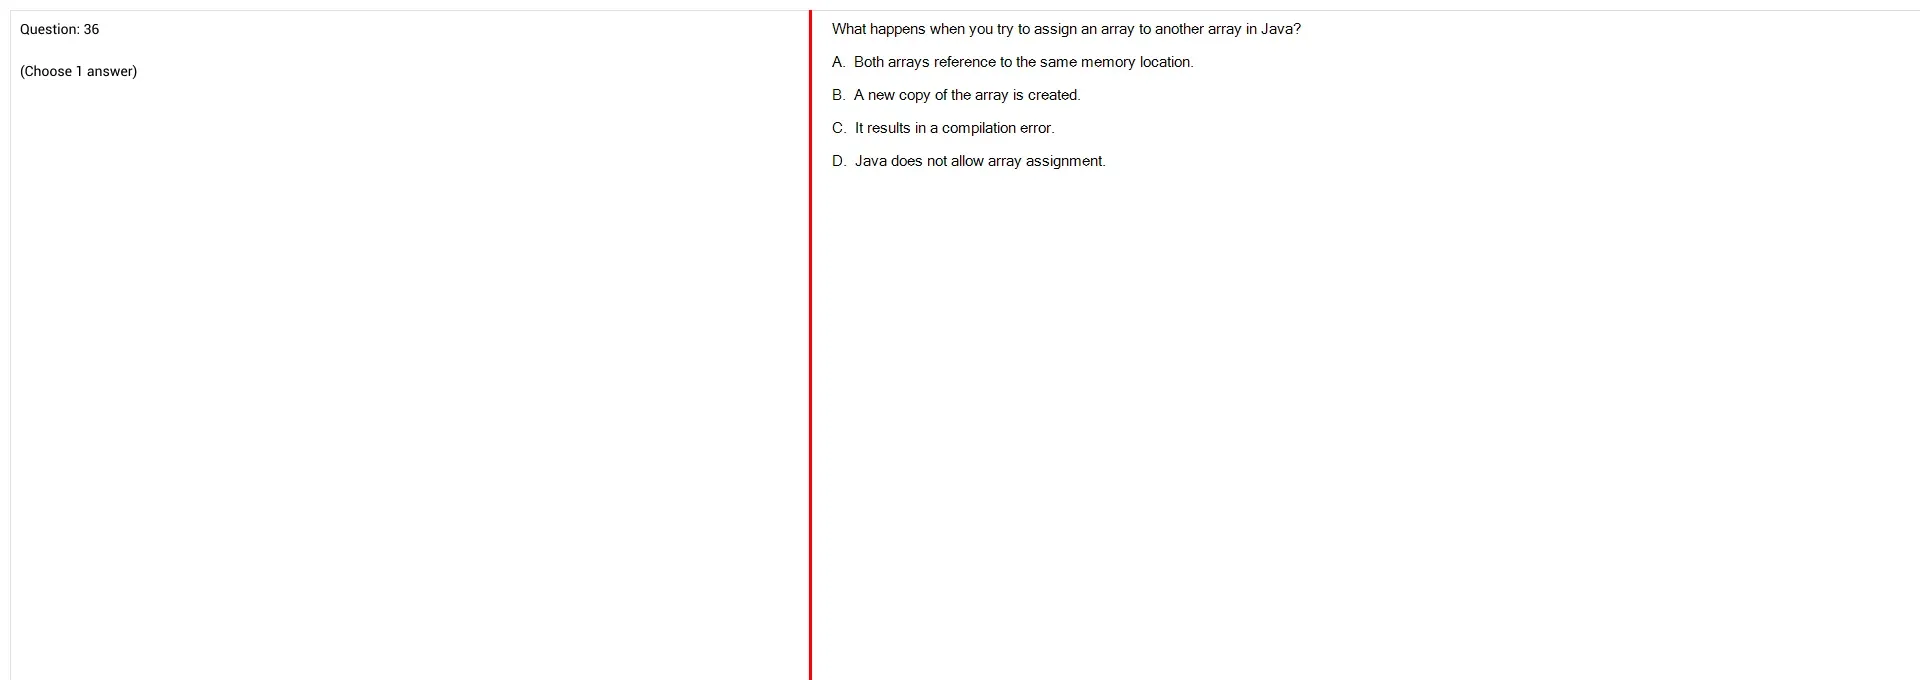 Question: 36
(Choose 1 answer)
What happens when you try to assign an array to another array in Java?
A. Both arrays reference to the same memory location.
B. A new copy of the array is created.
C. It results in a compilation error.
D. Java does not allow array assignment.